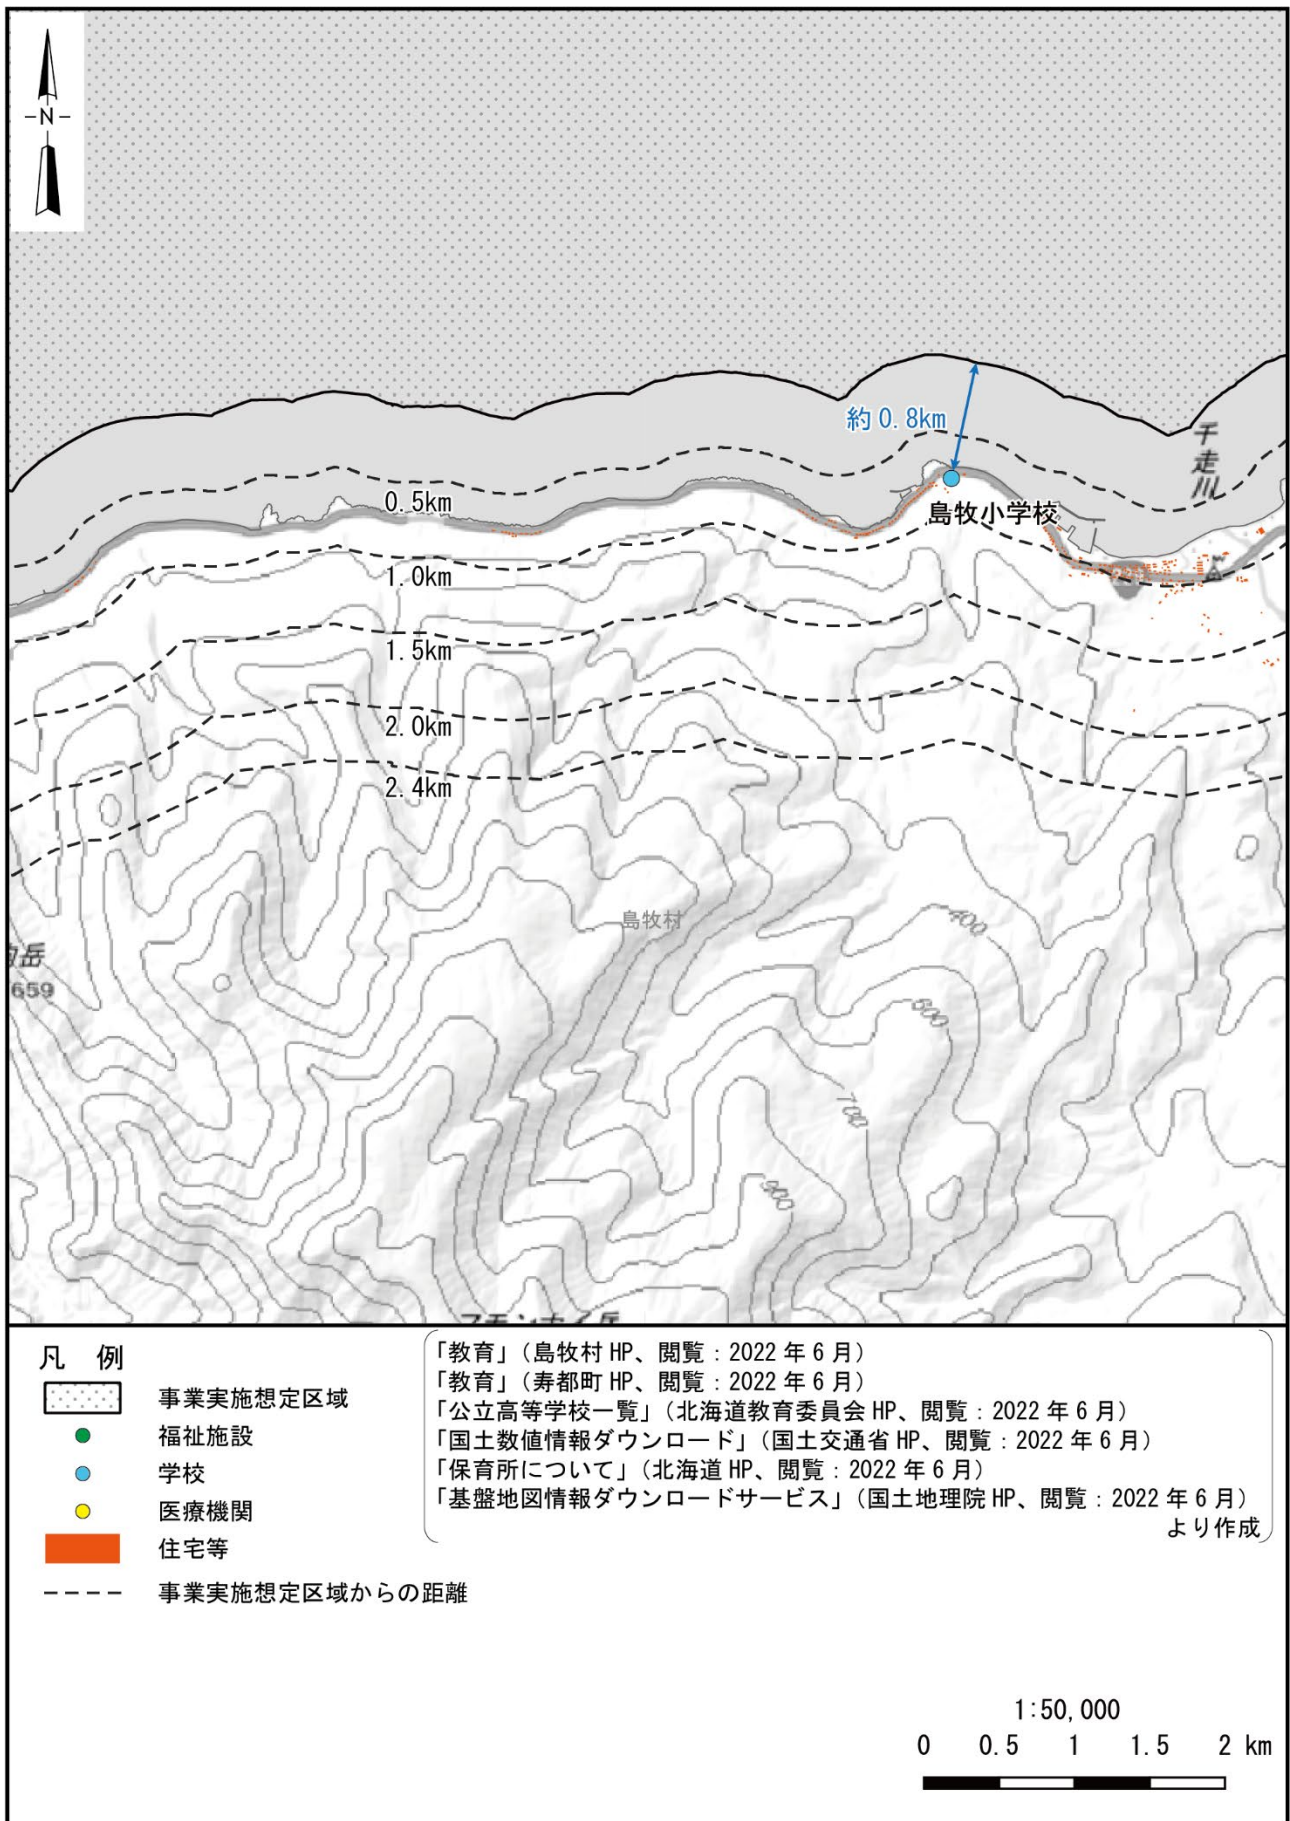 N
約0.8km
千走川
0.5km
島牧小学校
1.0km
1.5km
2.0km
2.4km
島牧村
400
岳
659
600
700
900
凡 例
事業実施想定区域
福祉施設
学校
医療機関
住宅等
事業実施想定区域からの距離
「教育」(島牧村 HP、閲覧:2022 年 6 月)
「教育」(寿都町 HP、閲覧:2022 年 6 月)
「公立高等学校一覧」(北海道教育委員会 HP、閲覧:2022 年 6 月)
「国土数値情報ダウンロード」(国土交通省 HP、閲覧:2022 年 6 月)
「保育所について」(北海道 HP、閲覧:2022 年 6 月)
「基盤地図情報ダウンロードサービス」(国土地理院 HP、閲覧:2022 年 6 月)
より作成
1:50,000
0 0.5 1 1.5 2 km